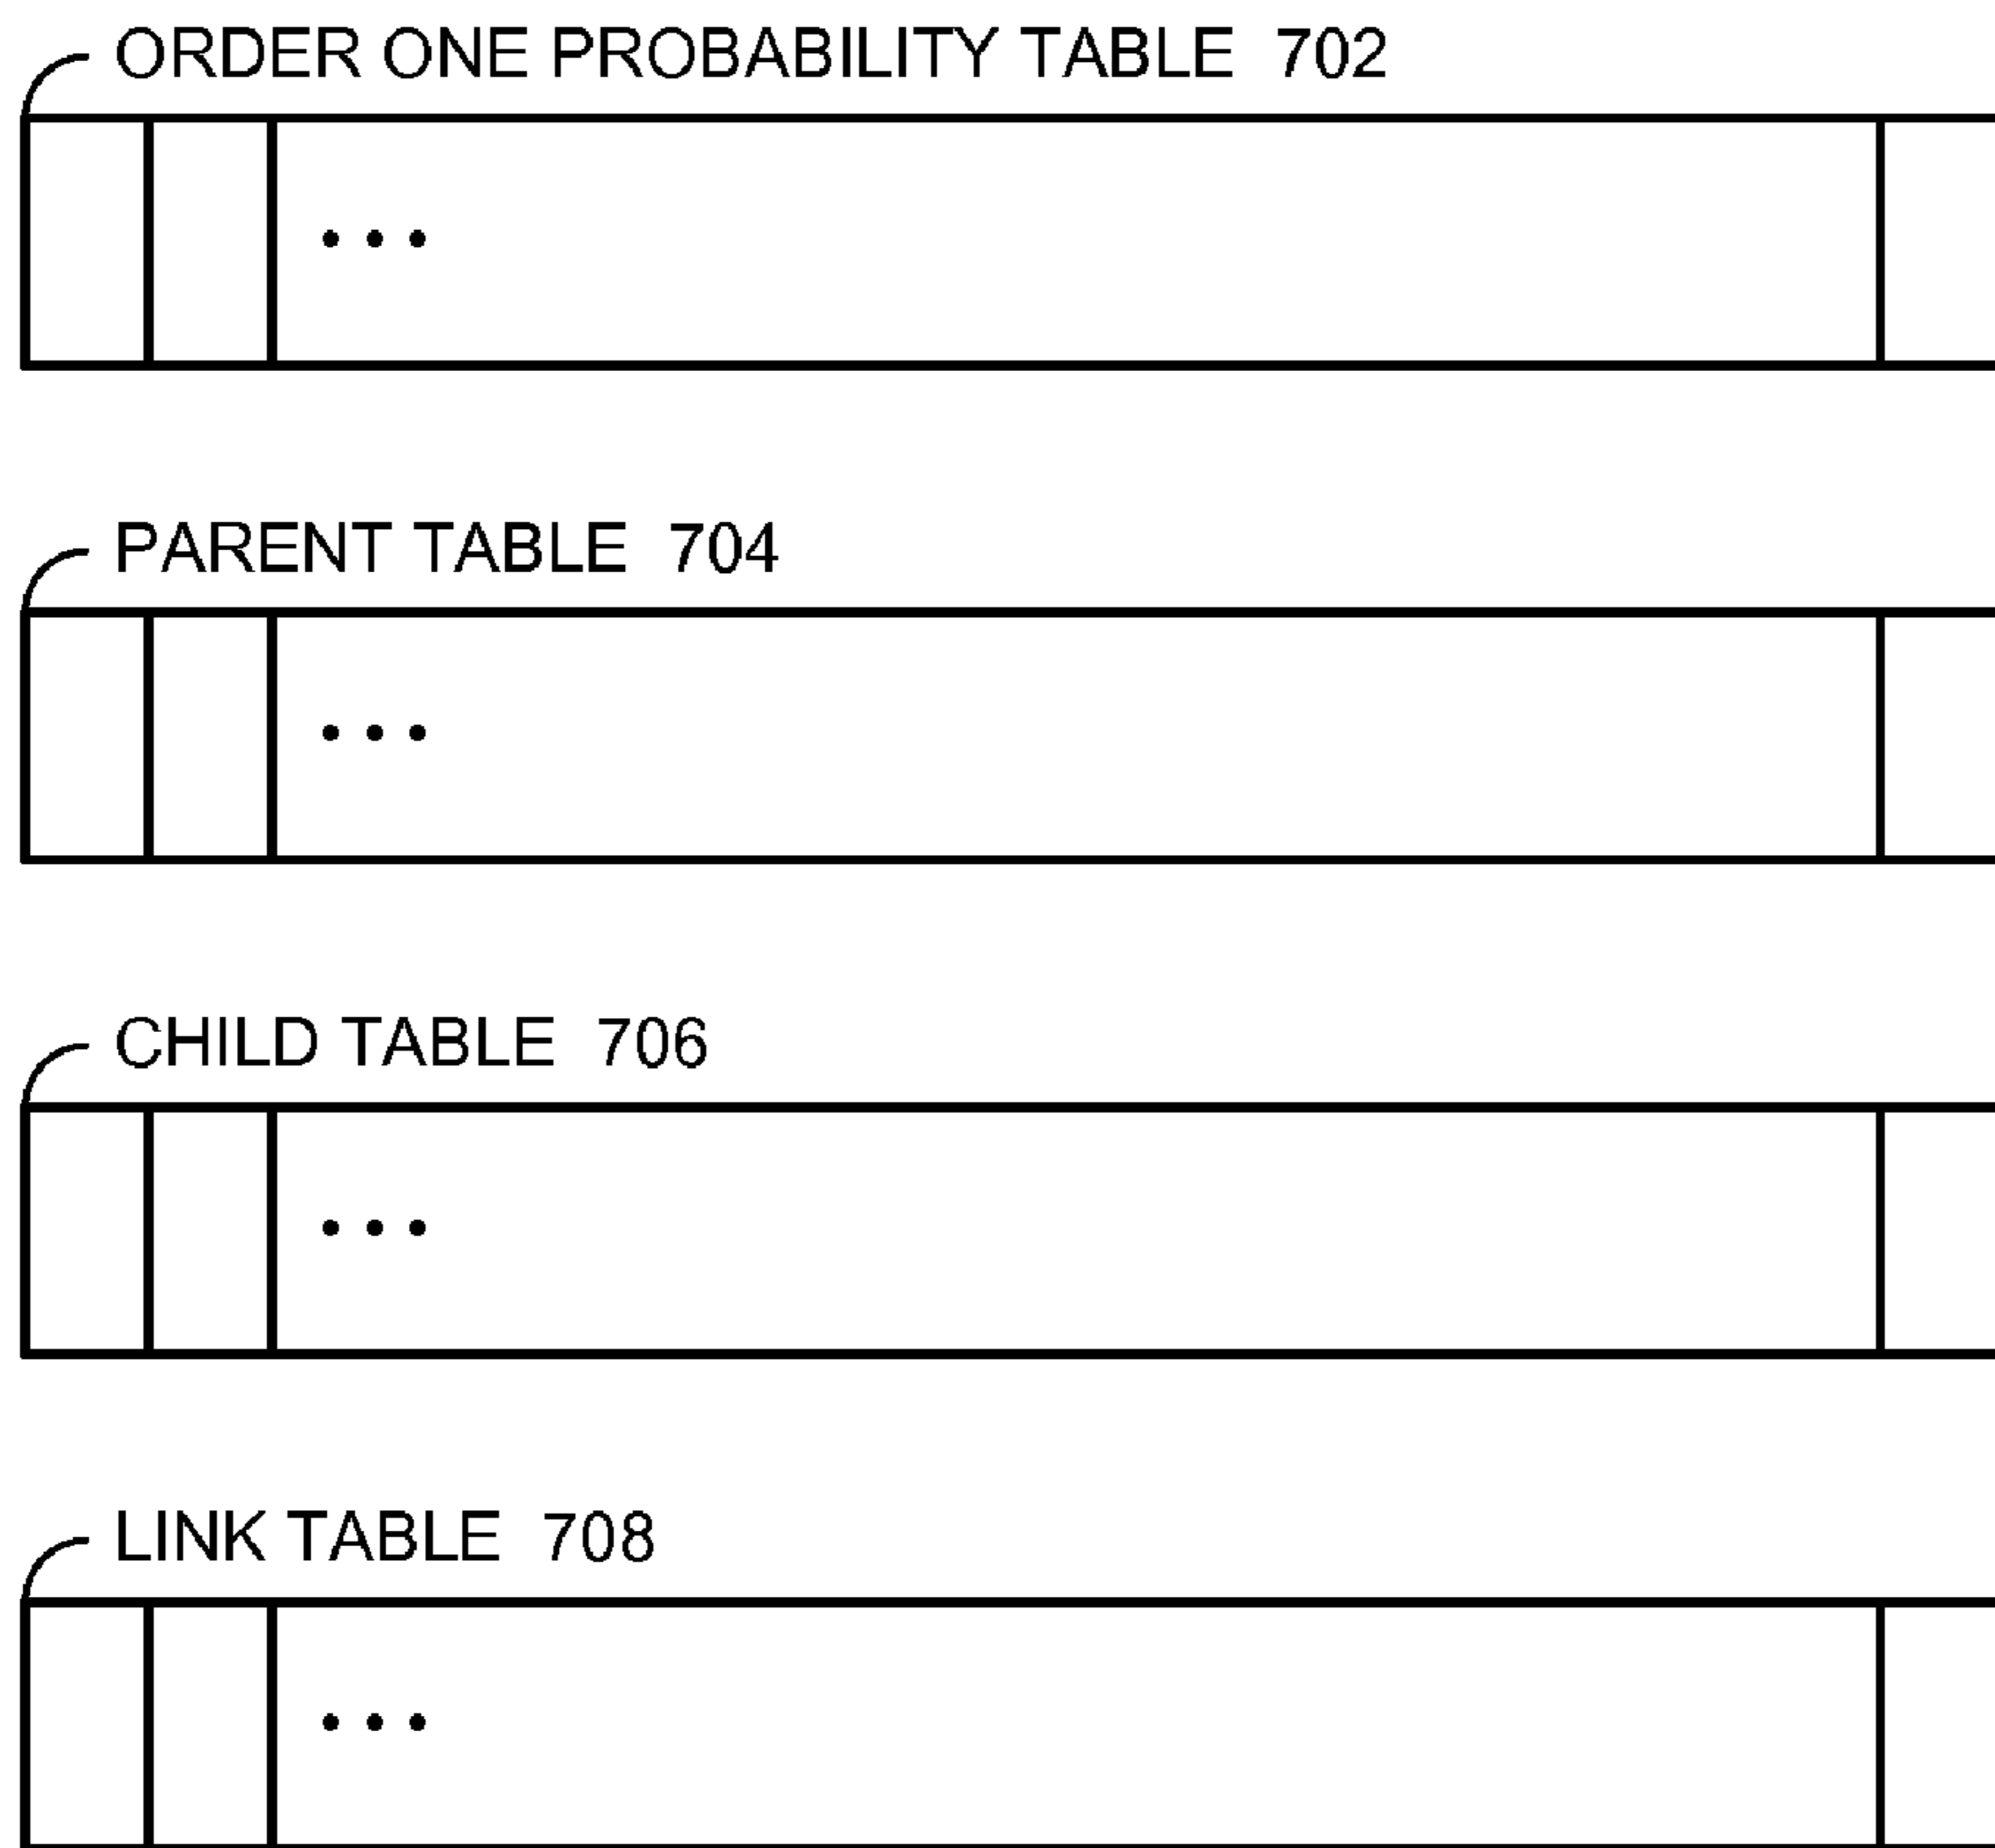 ORDER ONE PROBABILITY TABLE 702
...
PARENT TABLE 704
...
CHILD TABLE 706
...
LINK TABLE 708
...